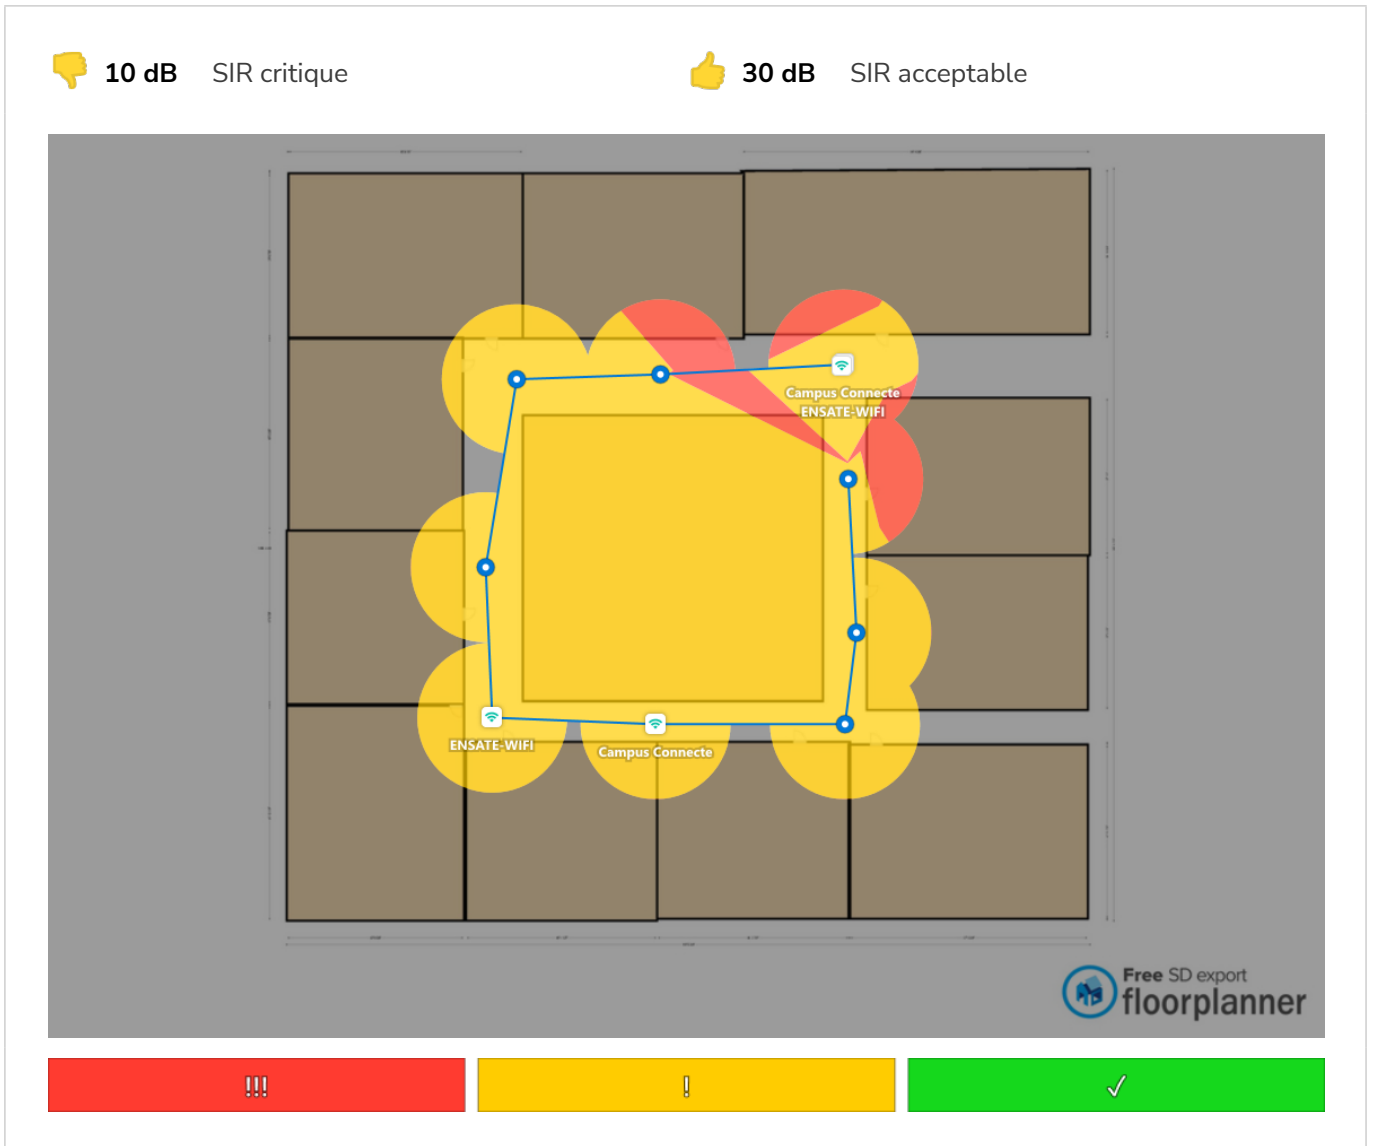 10 dB SIR critique
30 dB SIR acceptable
Campus Connecte
ENSATE-WIFI
ENSATE-WIFI
Campus Connecte
Free SD export
floorplanner
!!!
!
✓